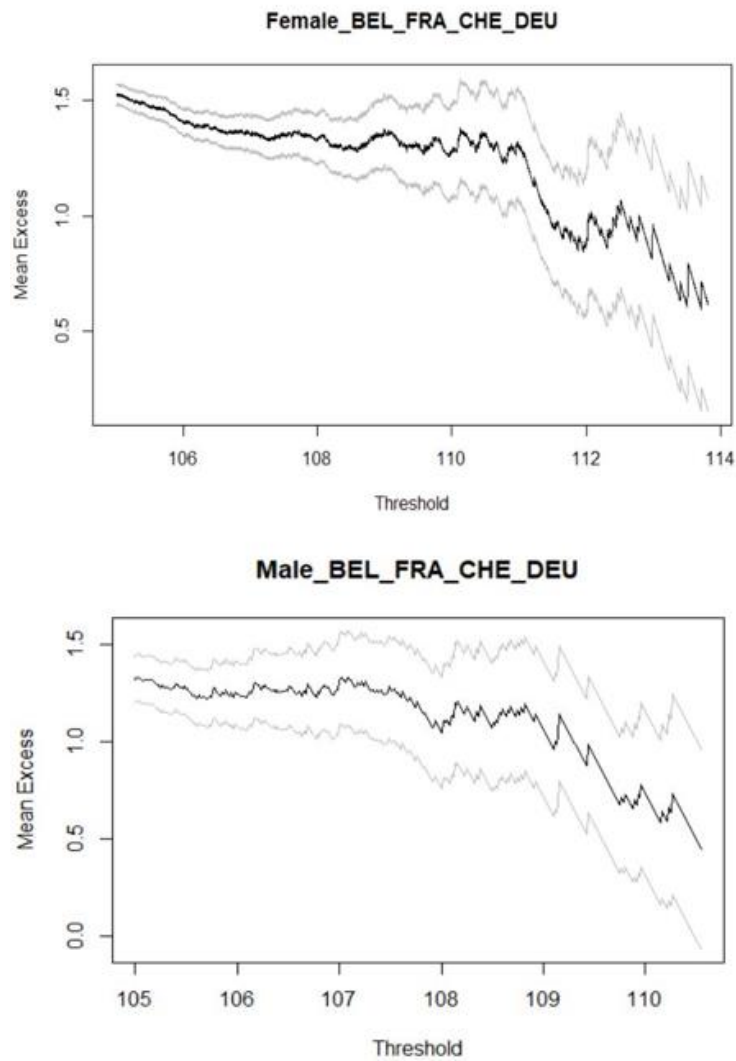 Female_BEL_FRA_CHE_DEU
Mean Excess
1.5
1.0
0.5
106 108 110 112 114
Threshold
Male_BEL_FRA_CHE_DEU
Mean Excess
1.5
1.0
0.5
0.0
105 106 107 108 109 110
Threshold